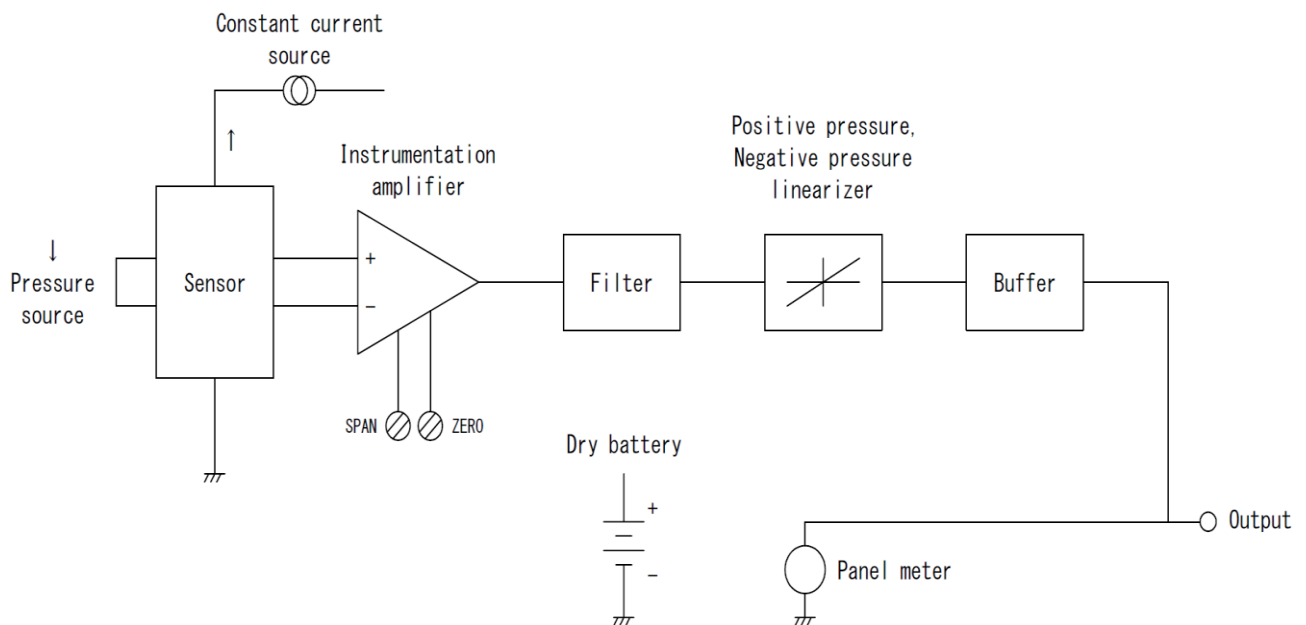 Constant current
source
↑
Instrumentation
amplifier
Positive pressure,
Negative pressure
linearizer
↓
Pressure
source
Sensor
+
−
Filter
Buffer
SPAN
ZERO
Dry battery
+
−
Output
Panel meter